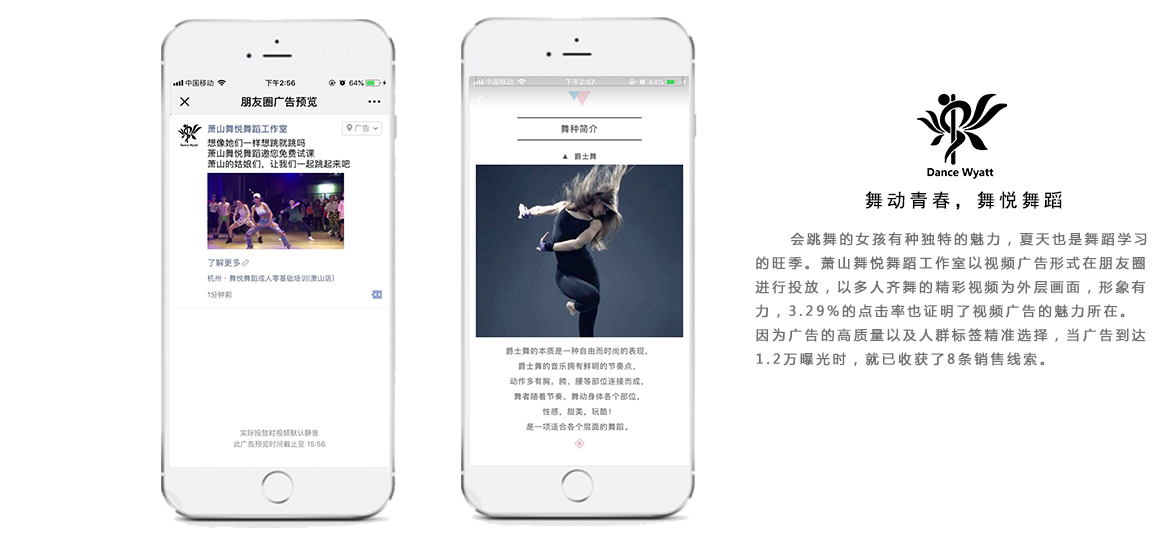 中国移动
下午2:56
64%
朋友圈广告预览
Dance Wyatt
萧山舞悦舞蹈工作室
广告
想像她们一样想跳就跳吗
萧山舞悦舞蹈邀您免费试课
萧山的姑娘们，让我们一起跳起来吧
了解更多
杭州·舞悦舞蹈成人零基础培训(萧山店)
1分钟前
实际投放时视频默认静音
此广告预览时间截止至 15:56
中国移动
下午2:57
64%
舞种简介
▲ 爵士舞
爵士舞的本质是一种自由而时尚的表现，
爵士舞的音乐拥有鲜明的节奏点，
动作多有胸，胯，腰等部位连接而成，
舞者随着节奏，舞动身体各个部位，
性感，甜美，玩酷！
是一项适合各个层面的舞蹈。
Dance Wyatt
舞动青春，舞悦舞蹈
会跳舞的女孩有种独特的魅力，夏天也是舞蹈学习
的旺季。萧山舞悦舞蹈工作室以视频广告形式在朋友圈
进行投放，以多人齐舞的精彩视频为外层画面，形象有
力，3.29%的点击率也证明了视频广告的魅力所在。
因为广告的高质量以及人群标签精准选择，当广告到达
1.2万曝光时，就已收获了8条销售线索。